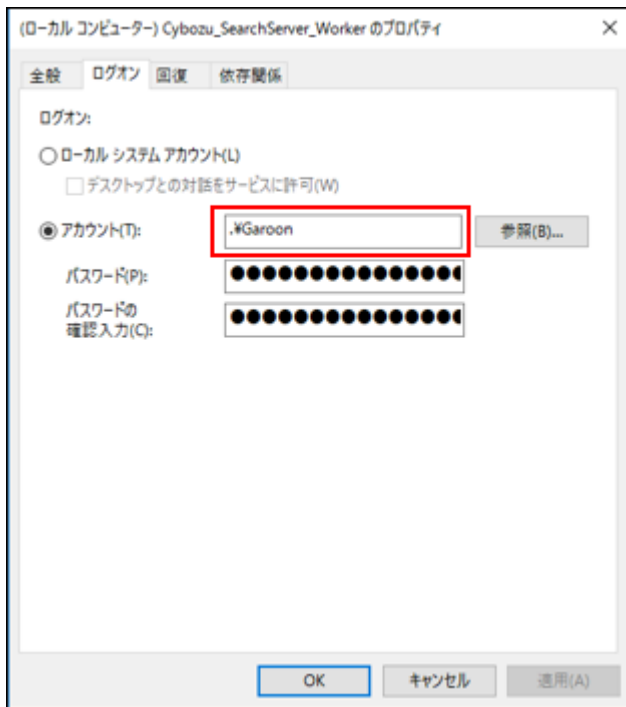 (ローカル コンピューター) Cybozu_SearchServer_Worker のプロパティ
全般 ログオン 回復 依存関係
ログオン:
ローカル システム アカウント(L)
デスクトップとの対話をサービスに許可(W)
アカウント(T): .¥Garoon 参照(B)...
パスワード(P): ●●●●●●●●●●●●●●●
パスワードの
確認入力(C): ●●●●●●●●●●●●●●●
OK キャンセル 適用(A)